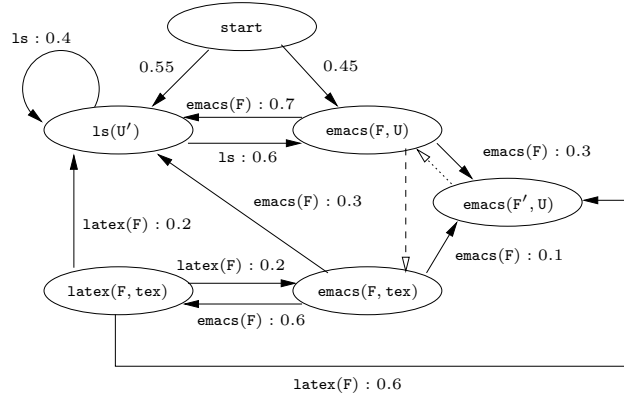 start
ls : 0.4
0.55
0.45
emacs(F) : 0.7
ls(U′)
emacs(F, U)
ls : 0.6
emacs(F) : 0.3
emacs(F) : 0.3
emacs(F′, U)
latex(F) : 0.2
emacs(F) : 0.1
latex(F) : 0.2
latex(F, tex)
emacs(F, tex)
emacs(F) : 0.6
latex(F) : 0.6